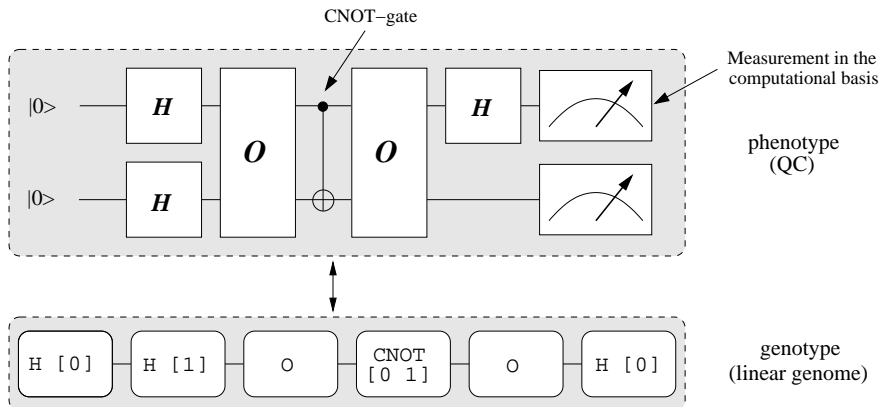 CNOT−gate
Measurement in the
computational basis
|0>
H
O
O
H
|0>
H
phenotype
(QC)
H [0]
H [1]
O
CNOT
[0 1]
O
H [0]
genotype
(linear genome)